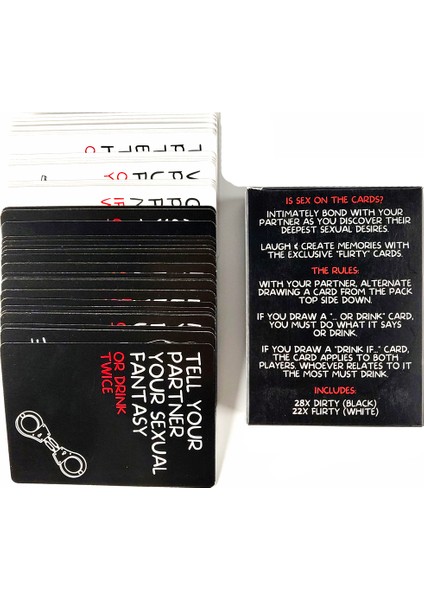 TELL YOUR
PARTNER
YOUR SEXUAL
FANTASY
OR DRINK
TWICE
IS SEX ON THE CARDS?
INTIMATELY BOND WITH YOUR
PARTNER AS YOU DISCOVER THEIR
DEEPEST SEXUAL DESIRES.
LAUGH & CREATE MEMORIES WITH
THE EXCLUSIVE "FLIRTY" CARDS.
THE RULES:
WITH YOUR PARTNER, ALTERNATE
DRAWING A CARD FROM THE PACK
TOP SIDE DOWN.
IF YOU DRAW A "... OR DRINK" CARD,
YOU MUST DO WHAT IT SAYS
OR DRINK.
IF YOU DRAW A "DRINK IF..." CARD,
THE CARD APPLIES TO BOTH
PLAYERS, WHOEVER RELATES TO IT
THE MOST MUST DRINK.
INCLUDES:
28X DIRTY (BLACK)
22X FLIRTY (WHITE)